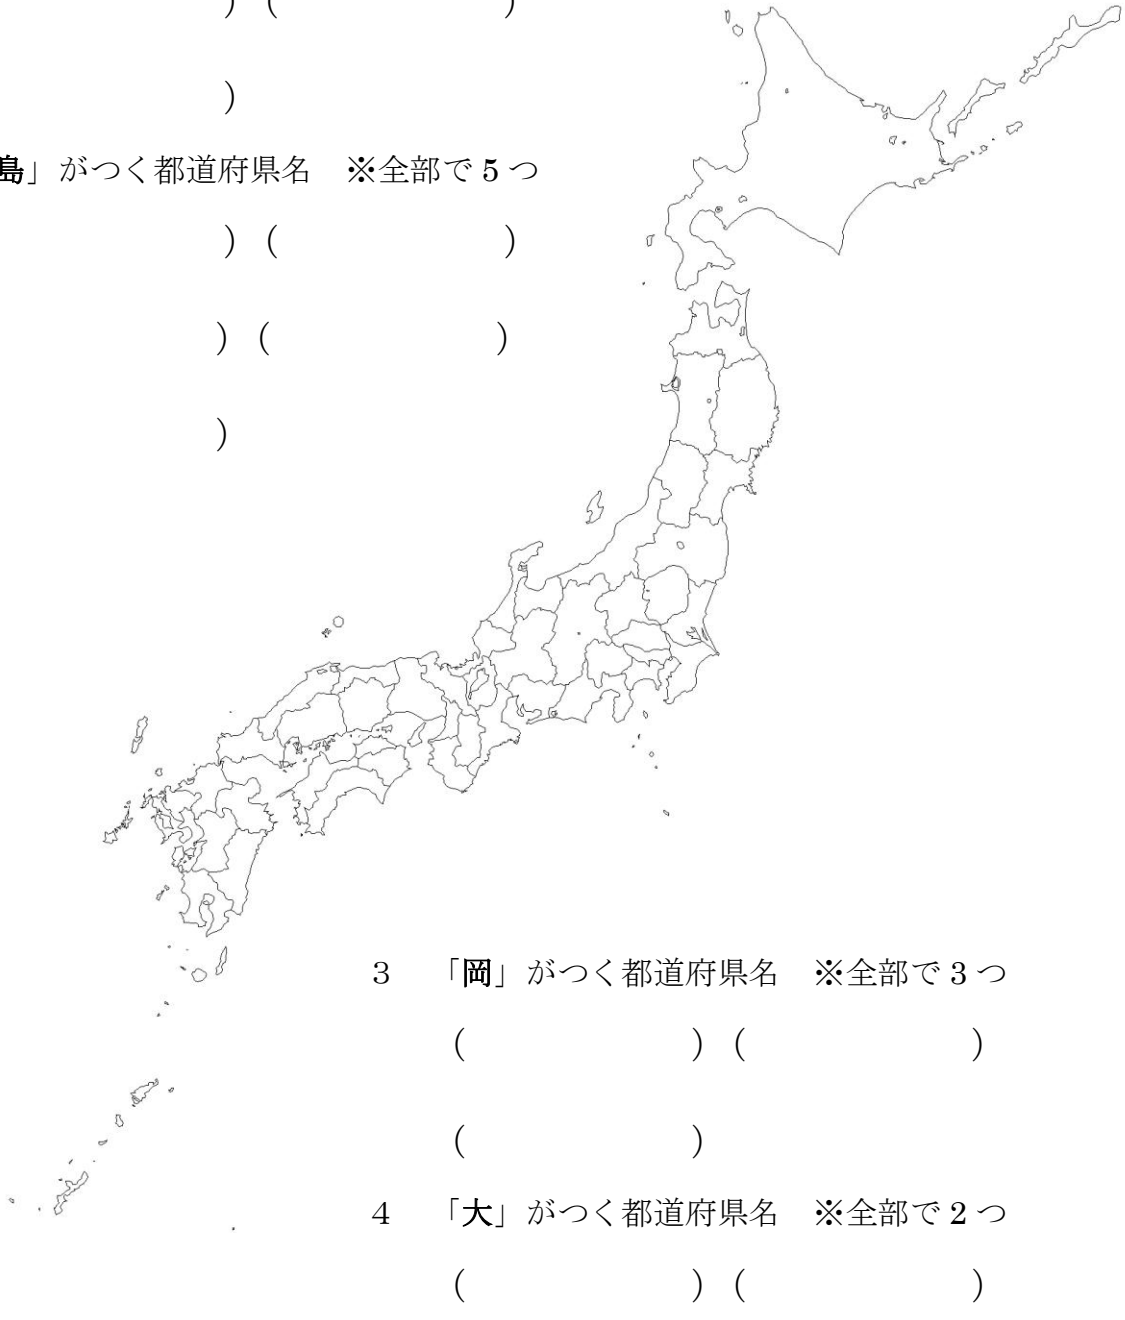 ) (                    )
)
島」がつく都道府県名　※全部で5つ
) (                    )
) (                    )
)
３　「岡」がつく都道府県名　※全部で3つ
(                    ) (                    )
(                    )
４　「大」がつく都道府県名　※全部で2つ
(                    ) (                    )